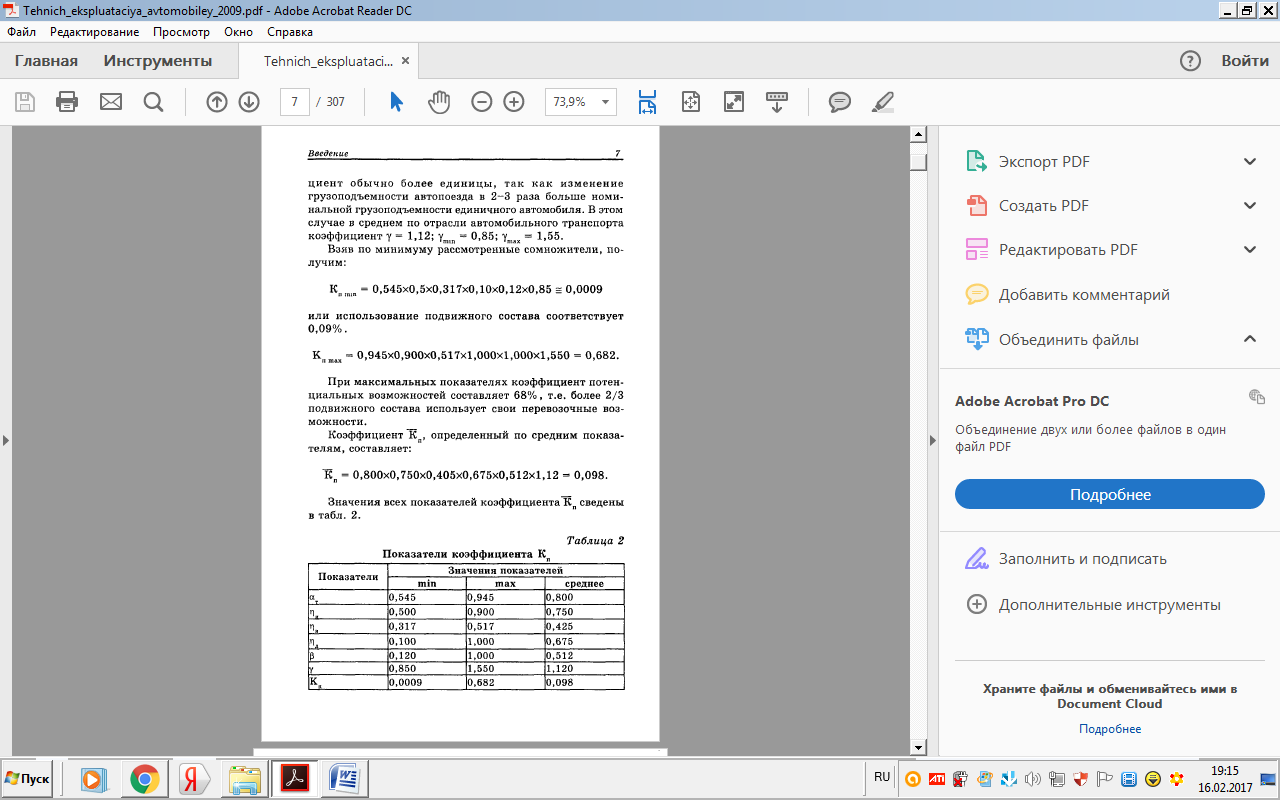 Tehnich_ekspluataciya_avtomobiley_2009.pdf - Adobe Acrobat Reader DC
Файл Редактирование Просмотр Окно Справка
Главная Инструменты Tehnich_ekspluataci... × Войти
7 / 307 73,9%
Введение 7
циент обычно более единицы, так как изменение
грузоподъемности автопоезда в 2–3 раза больше номи-
нальной грузоподъемности единичного автомобиля. В этом
случае в среднем по отрасли автомобильного транспорта
коэффициент γ = 1,12; γmin = 0,85; γmax = 1,55.
Взяв по минимуму рассмотренные сомножители, по-
лучим:
Kп min = 0,545×0,5×0,317×0,10×0,12×0,85 ≅ 0,0009
или использование подвижного состава соответствует
0,09%.
Kп max = 0,945×0,900×0,517×1,000×1,000×1,550 = 0,682.
При максимальных показателях коэффициент потен-
циальных возможностей составляет 68%, т.е. более 2/3
подвижного состава использует свои перевозочные воз-
можности.
Коэффициент K̅п, определенный по средним показа-
телям, составляет:
K̅п = 0,800×0,750×0,405×0,675×0,512×1,12 = 0,098.
Значения всех показателей коэффициента K̅п сведены
в табл. 2.
Таблица 2
Показатели коэффициента Kп
Показатели Значения показателей
min max среднее
αт 0,545 0,945 0,800
η 0,500 0,900 0,750
η 0,317 0,517 0,425
η 0,100 1,000 0,675
β 0,120 1,000 0,512
γ 0,850 1,550 1,120
Kп 0,0009 0,682 0,098
Экспорт PDF
Создать PDF
Редактировать PDF
Добавить комментарий
Объединить файлы
Adobe Acrobat Pro DC
Объединение двух или более файлов в один
файл PDF
Подробнее
Заполнить и подписать
Дополнительные инструменты
Храните файлы и обменивайтесь ими в
Document Cloud
Подробнее
Пуск RU 19:15
16.02.2017